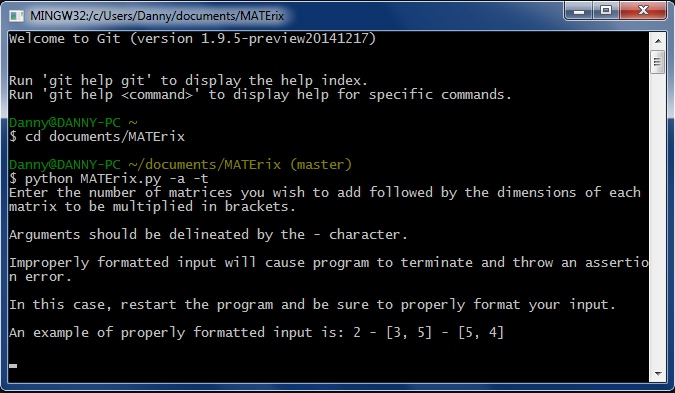 MINGW32:/c/Users/Danny/documents/MATErix
Welcome to Git (version 1.9.5-preview20141217)
Run 'git help git' to display the help index.
Run 'git help <command>' to display help for specific commands.
Danny@DANNY-PC ~
$ cd documents/MATErix
Danny@DANNY-PC ~/documents/MATErix (master)
$ python MATErix.py -a -t
Enter the number of matrices you wish to add followed by the dimensions of each
matrix to be multiplied in brackets.
Arguments should be delineated by the - character.
Improperly formatted input will cause program to terminate and throw an assertio
n error.
In this case, restart the program and be sure to properly format your input.
An example of properly formatted input is: 2 - [3, 5] - [5, 4]